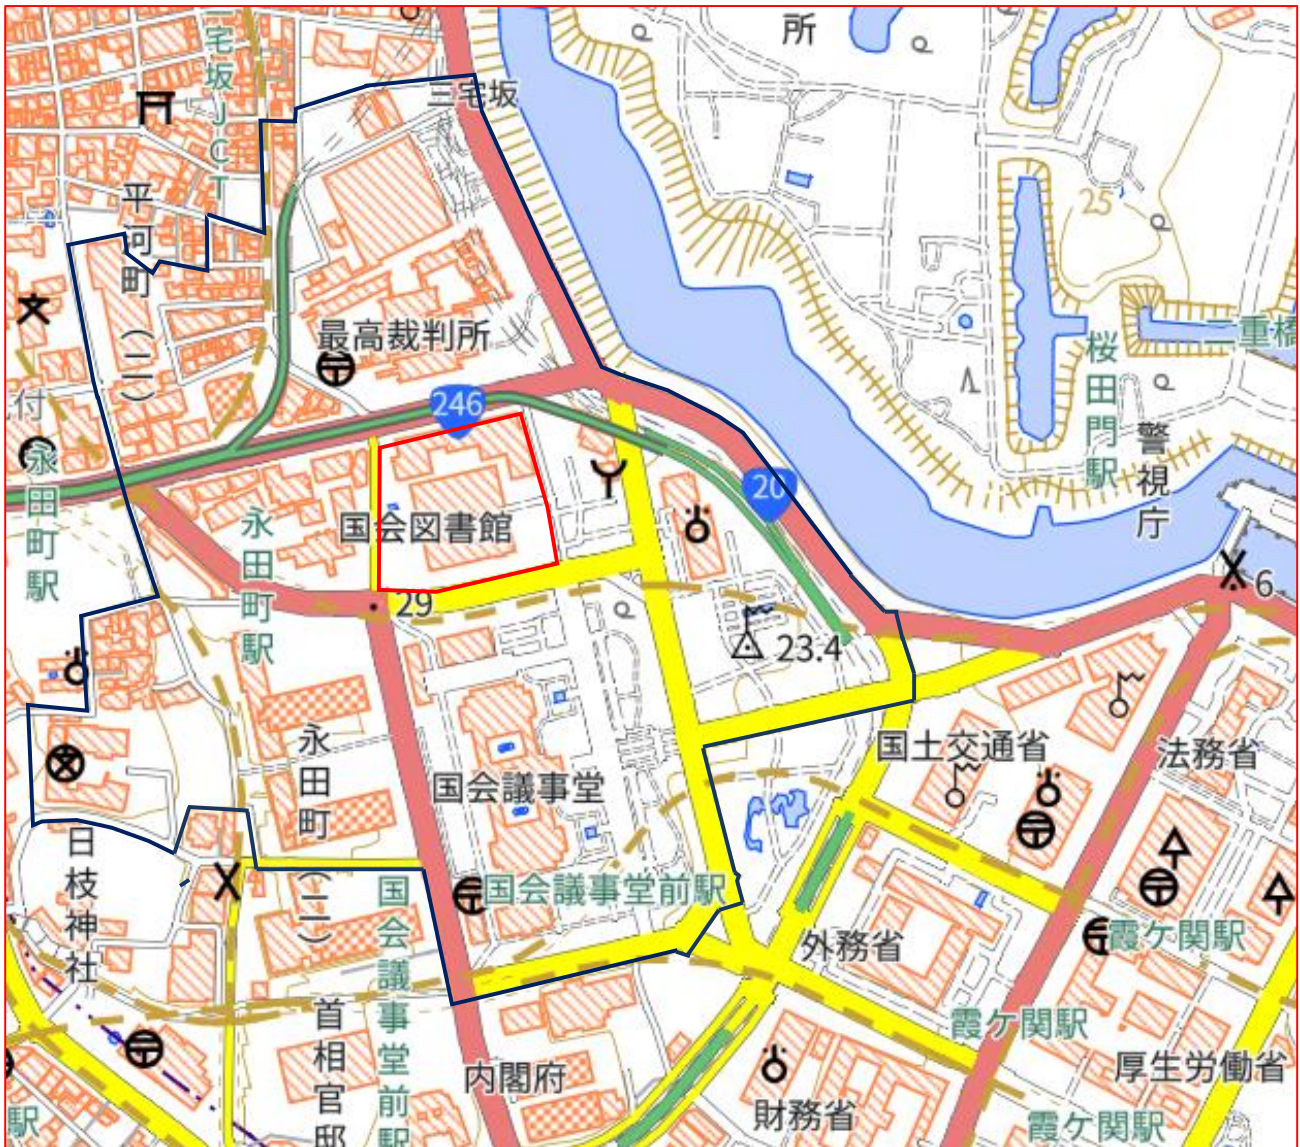 所
三宅坂
宅坂JCT
平河町(二)
25
桜田門駅
二重橋
警視庁
最高裁判所
246
20
付
永田町駅
永田町駅
国会図書館
29
6
23.4
永田町(二)
国土交通省
法務省
国会議事堂
日枝神社
国会議事堂前駅
国会議事堂前駅
外務省
霞ケ関駅
霞ケ関駅
首相官邸
内閣府
財務省
厚生労働省
霞ケ関駅
駅